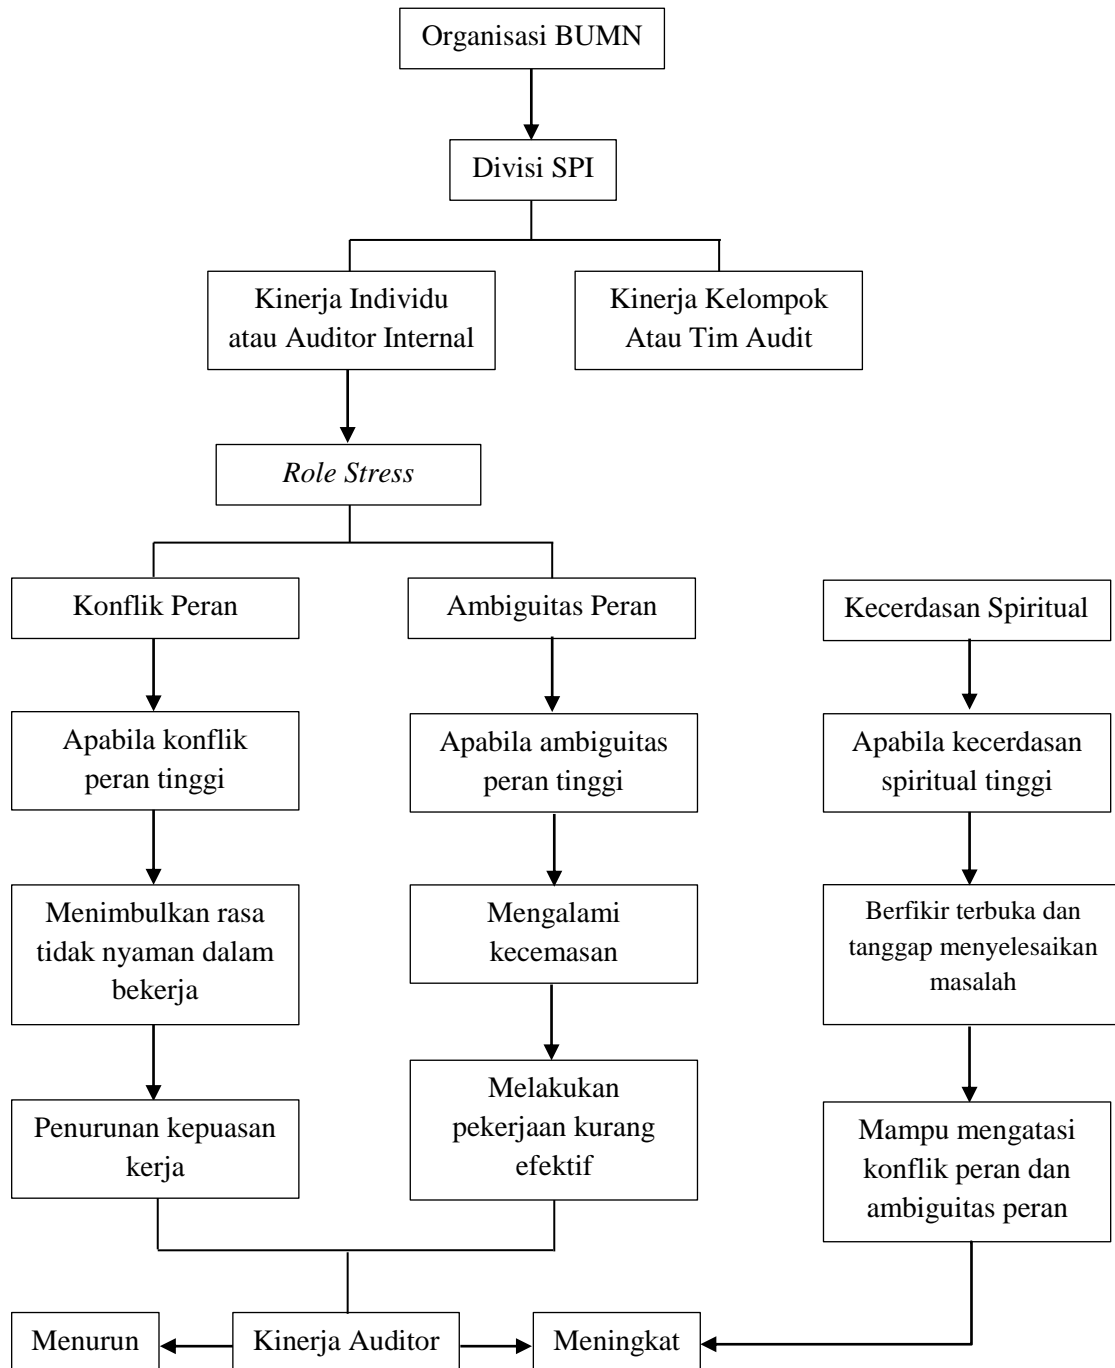 Organisasi BUMN
Divisi SPI
Kinerja Individu
atau Auditor Internal
Kinerja Kelompok
Atau Tim Audit
Role Stress
Konflik Peran
Ambiguitas Peran
Kecerdasan Spiritual
Apabila konflik
peran tinggi
Apabila ambiguitas
peran tinggi
Apabila kecerdasan
spiritual tinggi
Menimbulkan rasa
tidak nyaman dalam
bekerja
Mengalami
kecemasan
Berfikir terbuka dan
tanggap menyelesaikan
masalah
Penurunan kepuasan
kerja
Melakukan
pekerjaan kurang
efektif
Mampu mengatasi
konflik peran dan
ambiguitas peran
Menurun
Kinerja Auditor
Meningkat